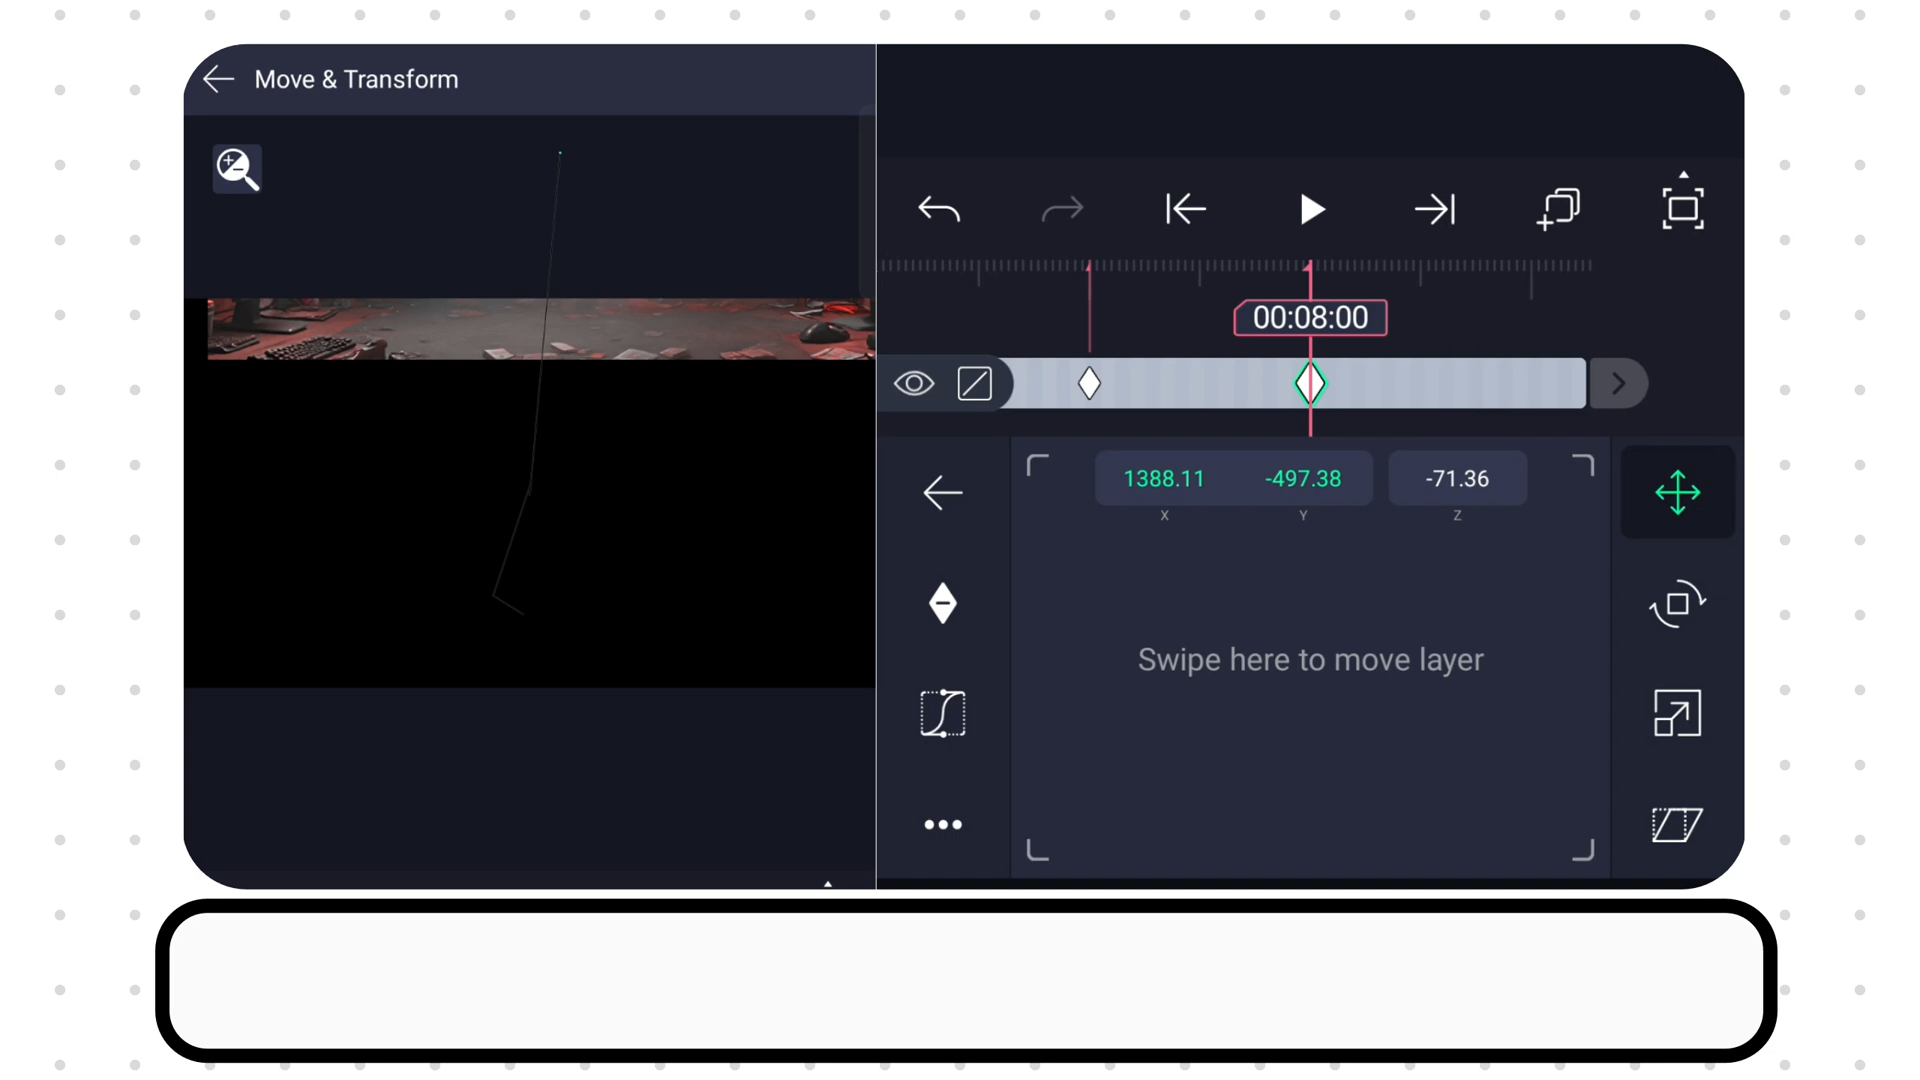 Move & Transform
00:08:00
1388.11 -497.38 -71.36
X Y Z
Swipe here to move layer